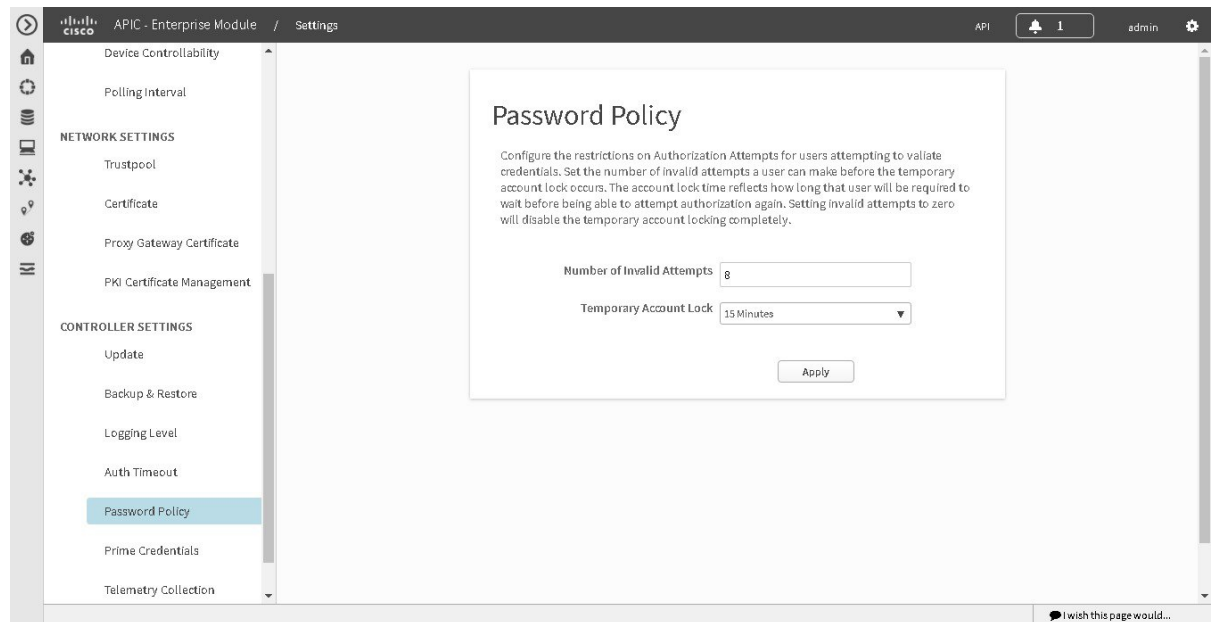 CISCO APIC - Enterprise Module / Settings
API 1 admin
Device Controllability
Polling Interval
NETWORK SETTINGS
Trustpool
Certificate
Proxy Gateway Certificate
PKI Certificate Management
CONTROLLER SETTINGS
Update
Backup & Restore
Logging Level
Auth Timeout
Password Policy
Prime Credentials
Telemetry Collection
Password Policy
Configure the restrictions on Authorization Attempts for users attempting to valiate
credentials. Set the number of invalid attempts a user can make before the temporary
account lock occurs. The account lock time reflects how long that user will be required to
wait before being able to attempt authorization again. Setting invalid attempts to zero
will disable the temporary account locking completely.
Number of Invalid Attempts 8
Temporary Account Lock 15 Minutes
Apply
I wish this page would...